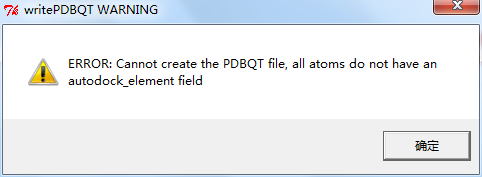 writePDBQT WARNING
ERROR: Cannot create the PDBQT file, all atoms do not have an
autodock_element field
确定